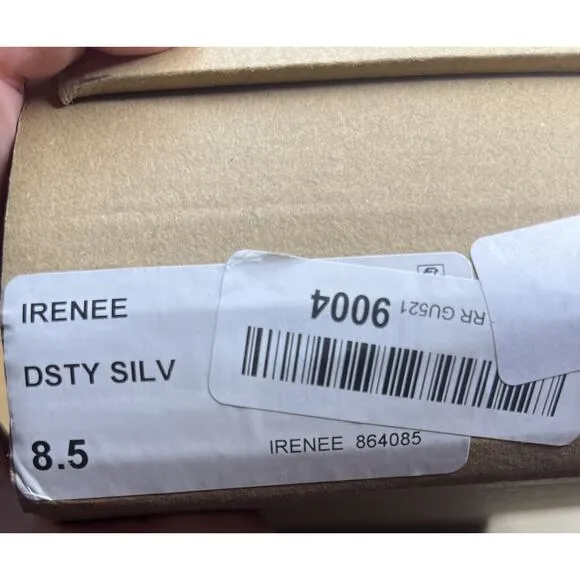 IRENEE
DSTY SILV
8.5
IRENEE 864085
RR GU521 9004